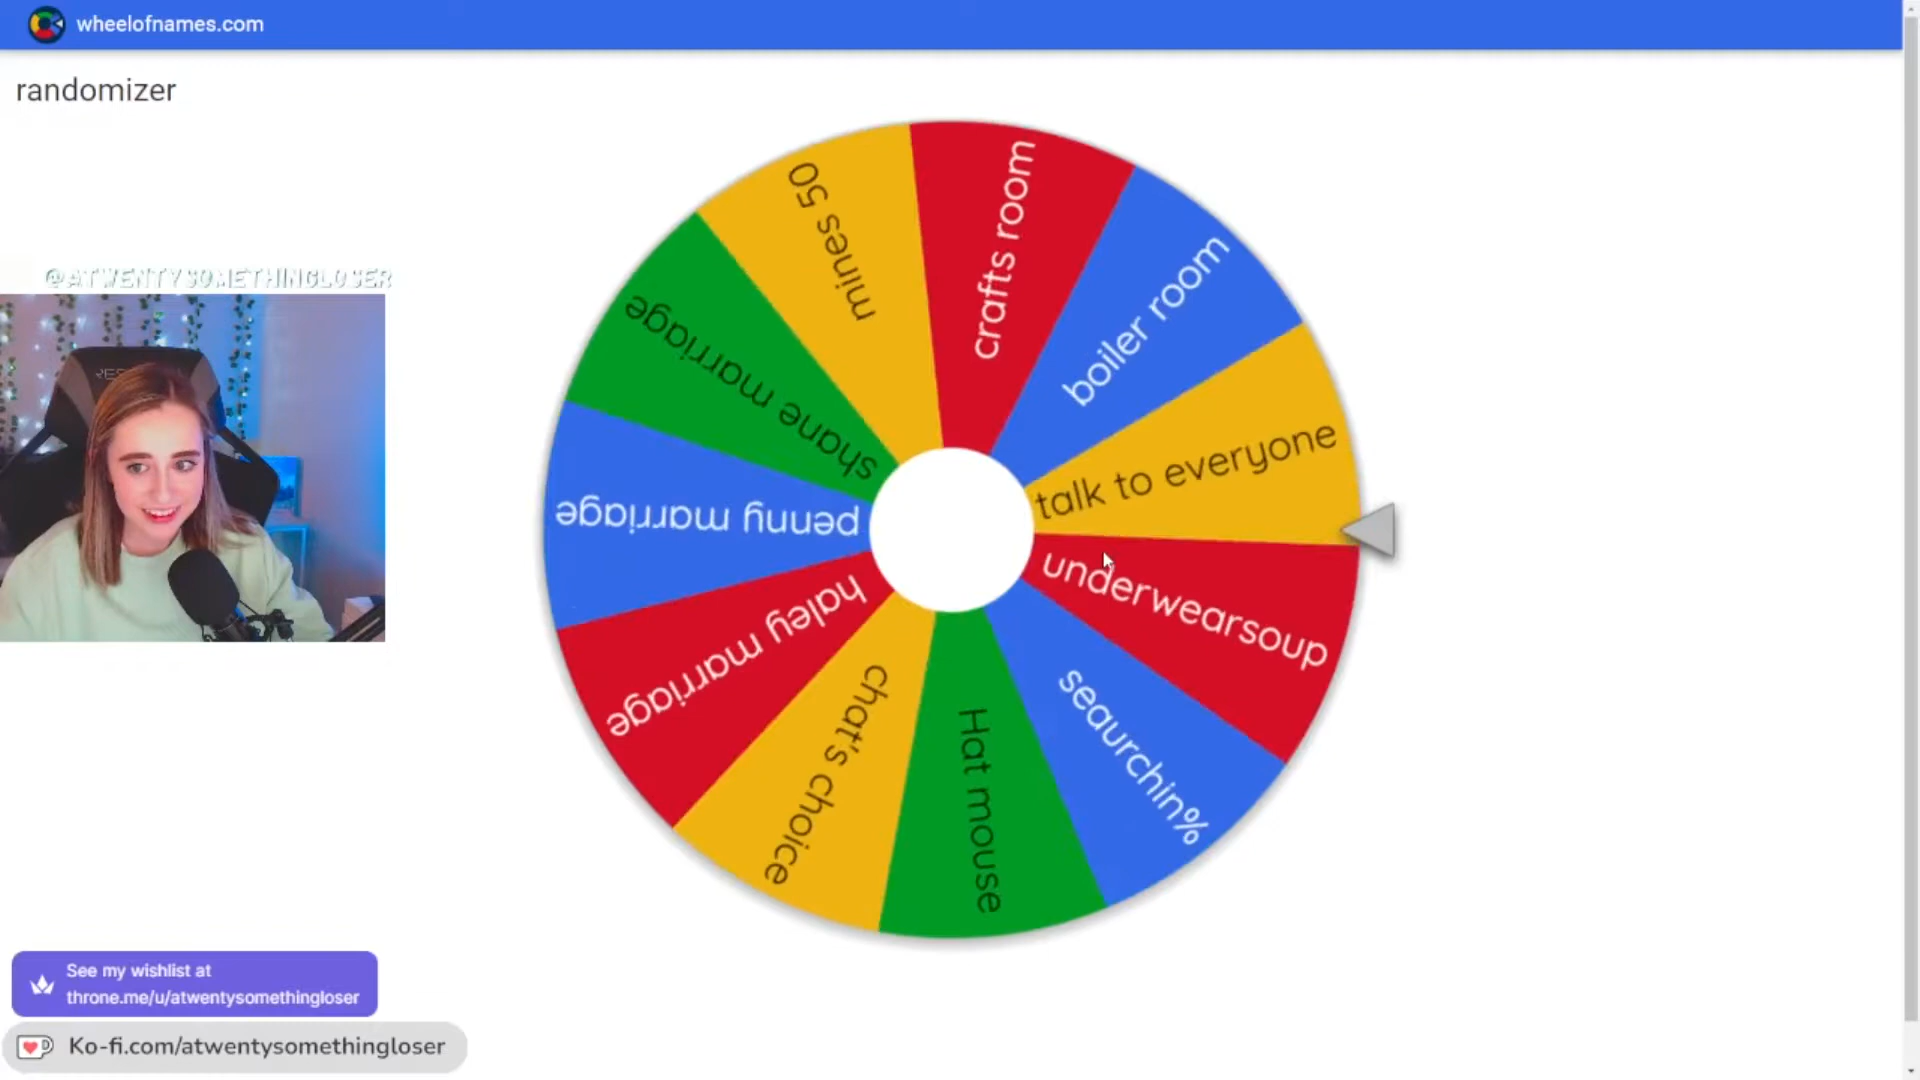 wheelofnames.com
randomizer
@ATWENTYSOMETHINGLOSER
mines 50
crafts room
boiler room
talk to everyone
underwearsoup
seaurchin%
Hat mouse
chat's choice
haley marriage
penny marriage
shane marriage
See my wishlist at
throne.me/u/atwentysomethingloser
Ko-fi.com/atwentysomethingloser